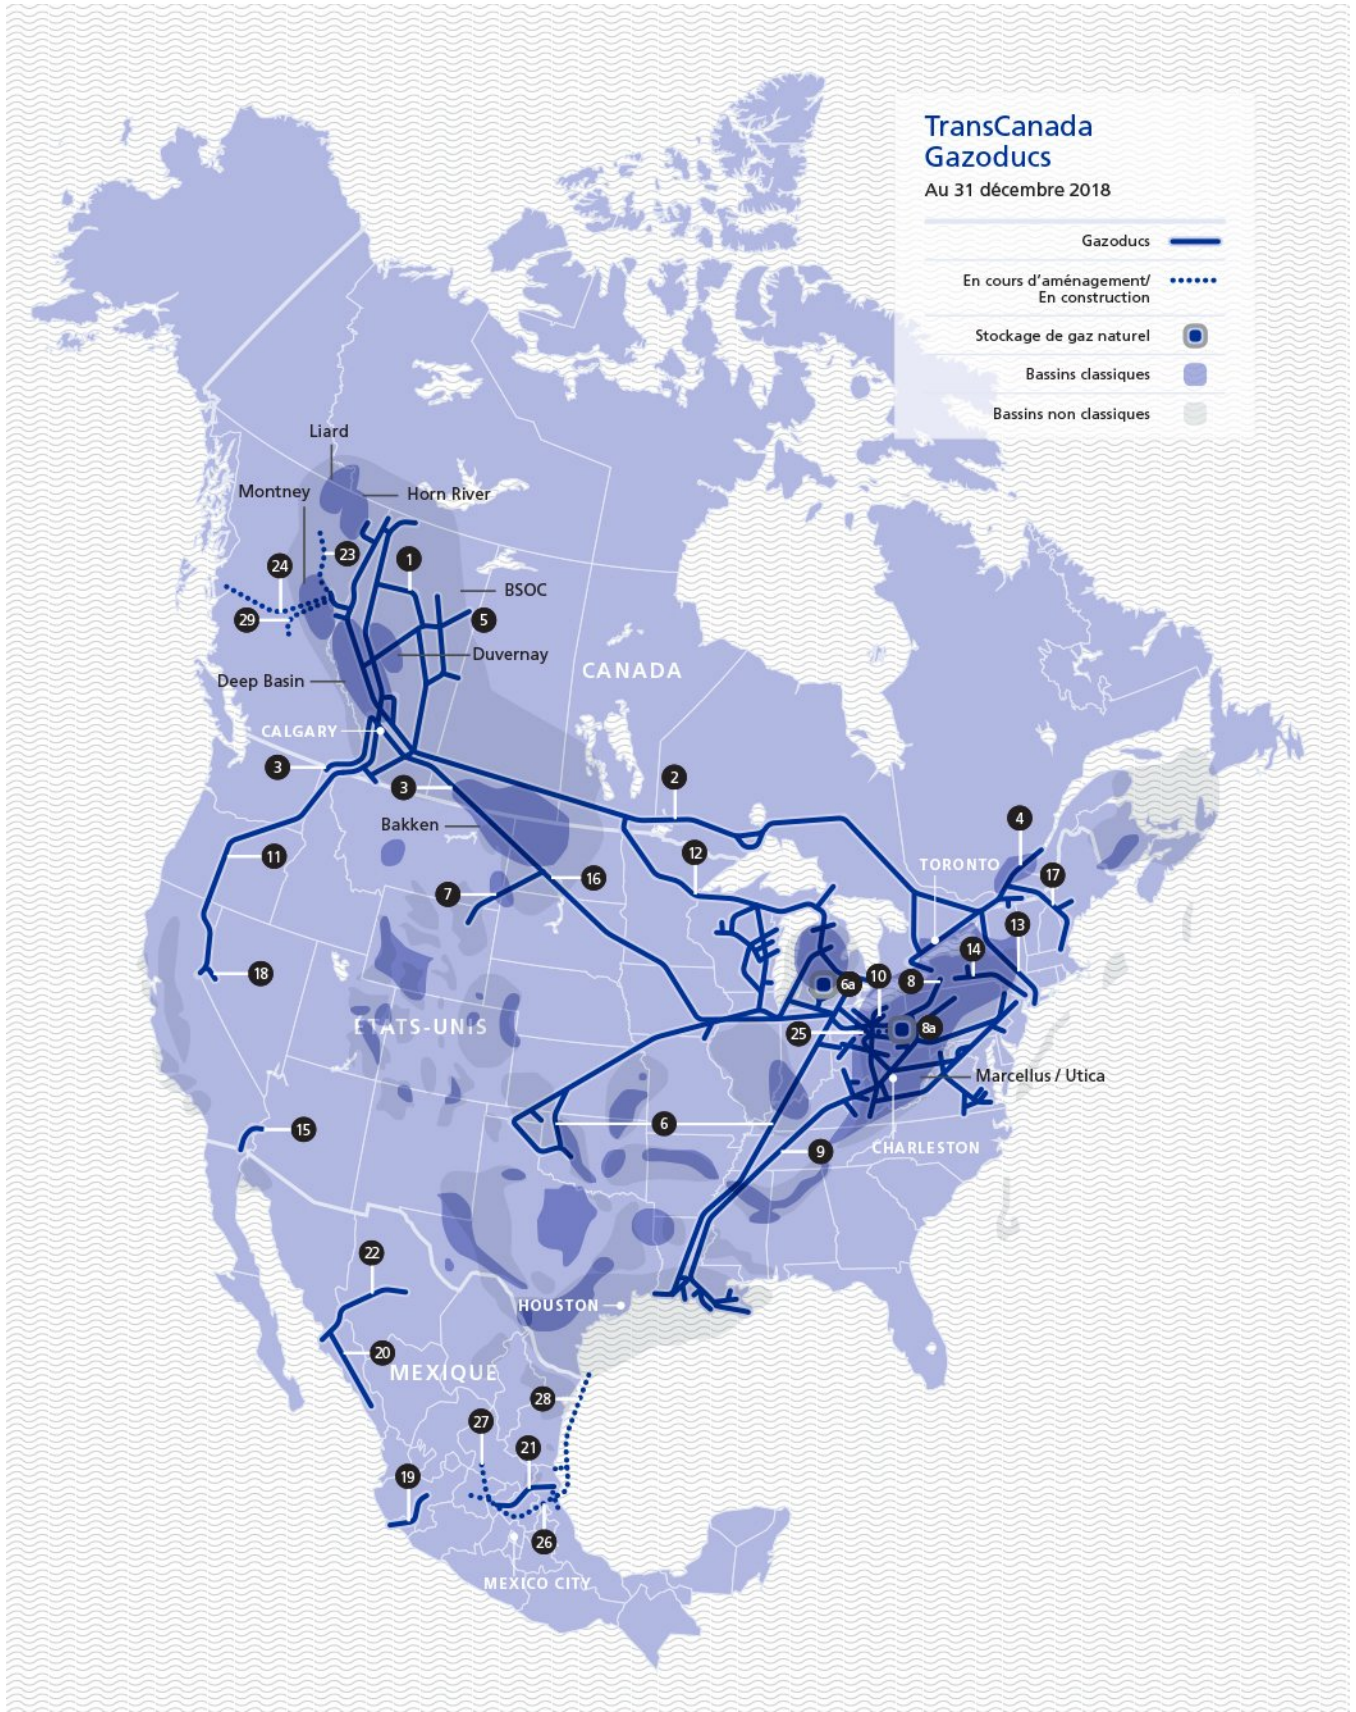 TransCanada
Gazoducs
Au 31 décembre 2018
Gazoducs
En cours d'aménagement/
En construction
Stockage de gaz naturel
Bassins classiques
Bassins non classiques
Liard
Montney
Horn River
23
1
24
BSOC
29
5
Duvernay
CANADA
Deep Basin
CALGARY
3
2
3
4
Bakken
12
11
TORONTO
17
16
7
13
14
18
10
8
6a
ÉTATS-UNIS
25
8a
Marcellus / Utica
6
15
CHARLESTON
9
22
HOUSTON
20
MEXIQUE
28
27
21
19
26
MEXICO CITY